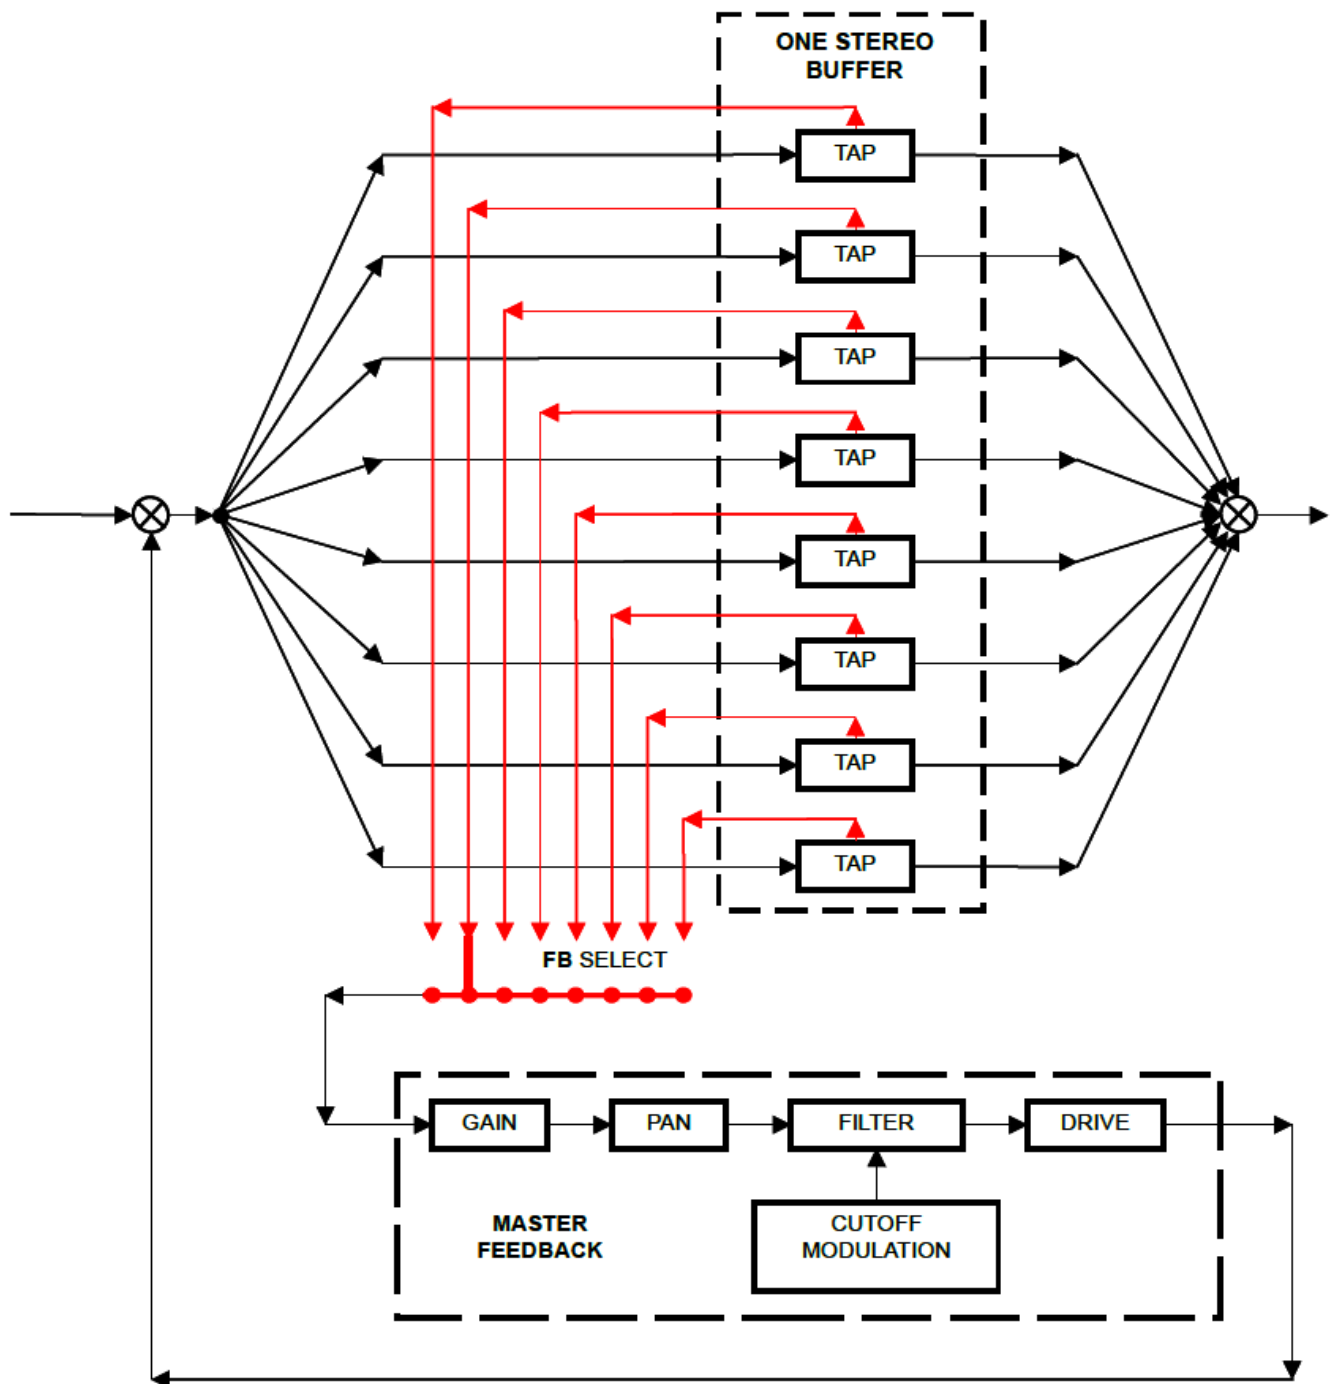 ONE STEREO
BUFFER
TAP
TAP
TAP
TAP
TAP
TAP
TAP
TAP
FB SELECT
GAIN
PAN
FILTER
DRIVE
MASTER
FEEDBACK
CUTOFF
MODULATION